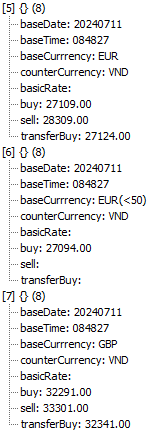 [5] {} (8)
baseDate: 20240711
baseTime: 084827
baseCurrrency: EUR
counterCurrency: VND
basicRate:
buy: 27109.00
sell: 28309.00
transferBuy: 27124.00
[6] {} (8)
baseDate: 20240711
baseTime: 084827
baseCurrrency: EUR(<50)
counterCurrency: VND
basicRate:
buy: 27094.00
sell:
transferBuy:
[7] {} (8)
baseDate: 20240711
baseTime: 084827
baseCurrrency: GBP
counterCurrency: VND
basicRate:
buy: 32291.00
sell: 33301.00
transferBuy: 32341.00